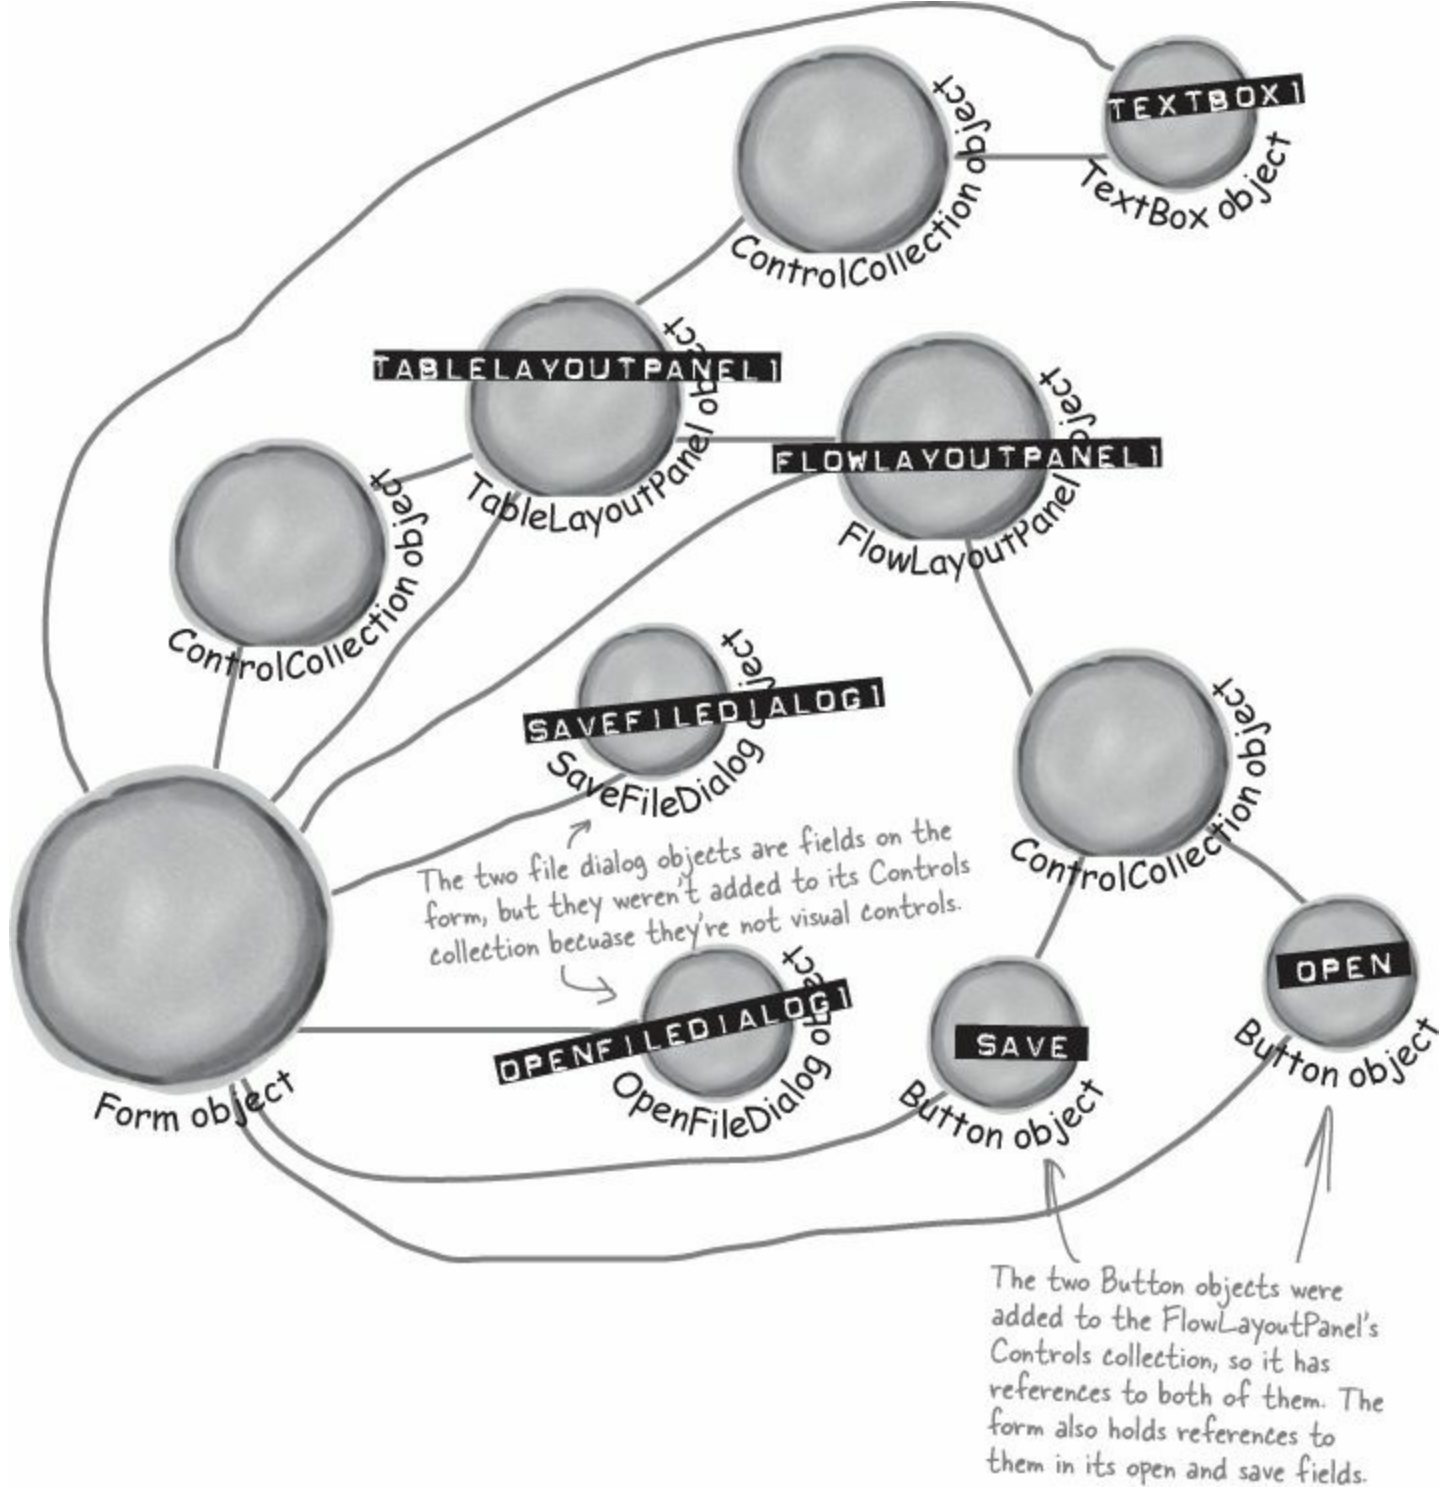 TEXTBOX1
TextBox object
ControlCollection object
TABLELAYOUTPANEL1
TableLayoutPanel object
FLOWLAYOUTPANEL1
FlowLayoutPanel object
ControlCollection object
SAVEFILEDIALOG1
SaveFileDialog object
ControlCollection object
The two file dialog objects are fields on the
form, but they weren't added to its Controls
collection becuase they're not visual controls.
OPENFILEDIALOG1
OpenFileDialog object
SAVE
Button object
OPEN
Button object
Form object
The two Button objects were
added to the FlowLayoutPanel's
Controls collection, so it has
references to both of them. The
form also holds references to
them in its open and save fields.